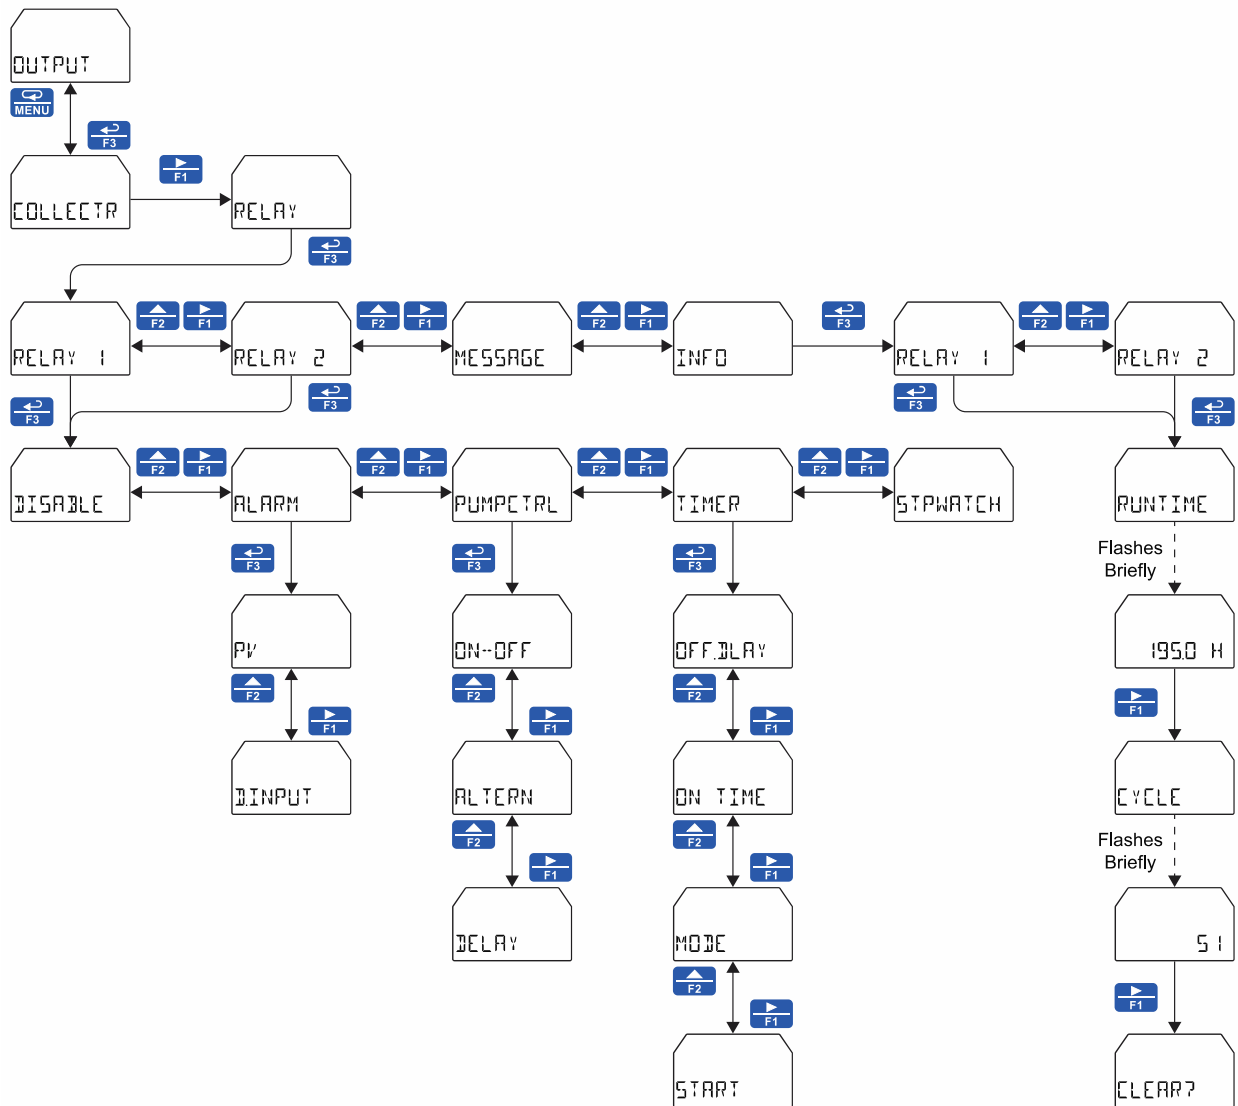 OUTPUT
MENU
F3
COLLECTR
F1
RELAY
F3
RELAY 1
F2 F1
RELAY 2
F2 F1
MESSAGE
F2 F1
INFO
F3
RELAY 1
F2 F1
RELAY 2
F3
F3
F3
F3
DISABLE
F2 F1
ALARM
F2 F1
PUMPCTRL
F2 F1
TIMER
F2 F1
STPWATCH
RUNTIME
F3
F3
F3
Flashes
Briefly
PV
ON--OFF
OFF.DLAY
195.0 H
F2
F1
F2
F1
F2
F1
F1
D.INPUT
ALTERN
ON TIME
CYCLE
F2
F1
F2
F1
Flashes
Briefly
DELAY
MODE
51
F2
F1
F1
START
CLEAR?